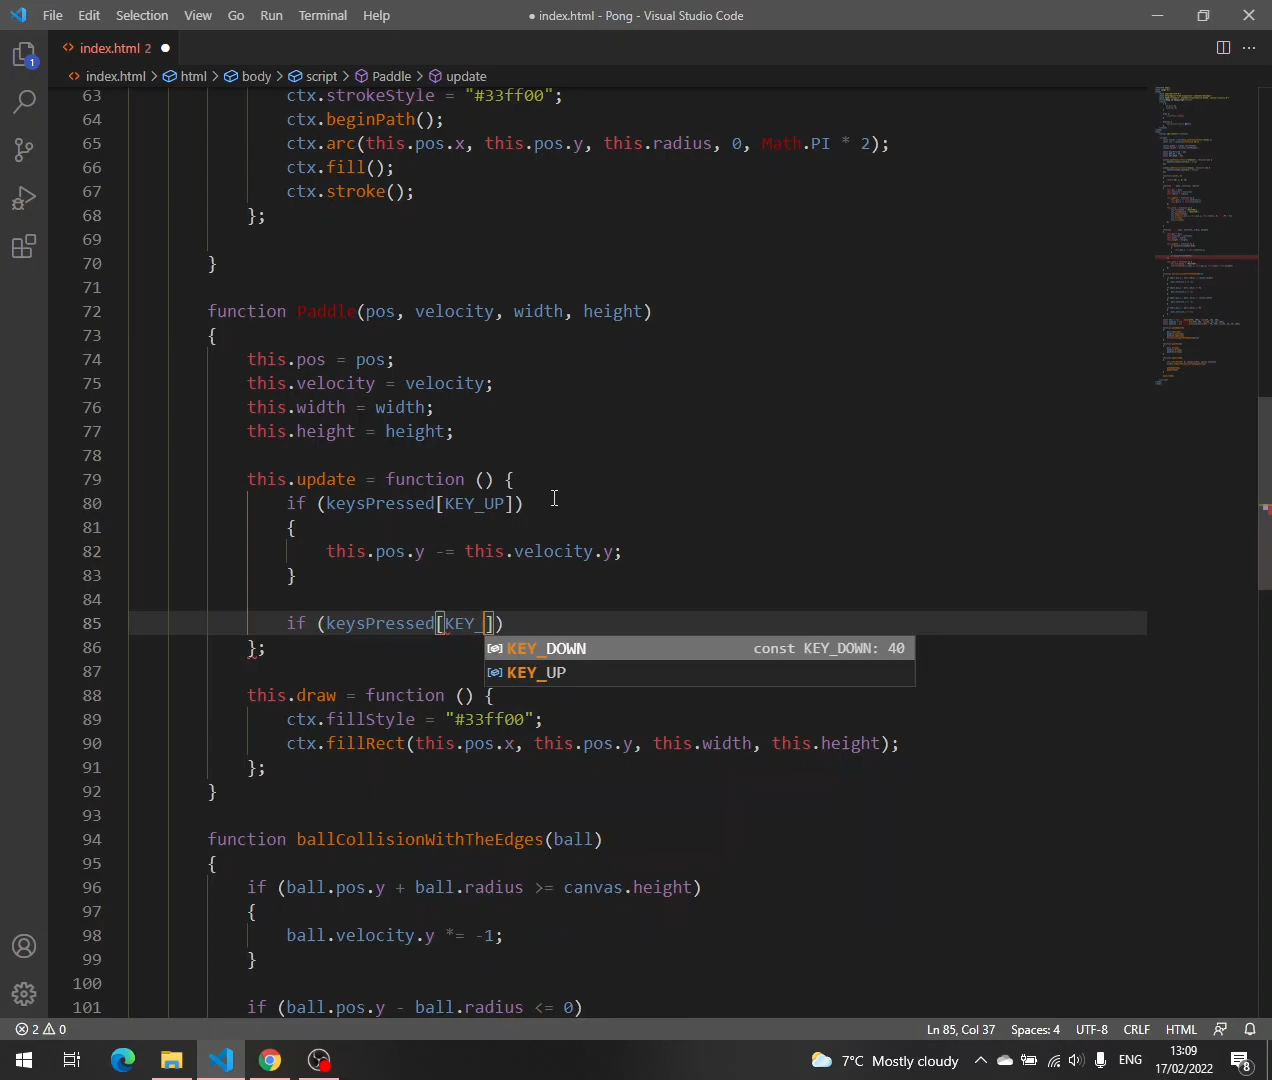 File Edit Selection View Go Run Terminal Help
● index.html - Pong - Visual Studio Code
<> index.html 2 ●
<> index.html > html > body > script > Paddle > update
63 ctx.strokeStyle = "#33ff00";
64 ctx.beginPath();
65 ctx.arc(this.pos.x, this.pos.y, this.radius, 0, Math.PI * 2);
66 ctx.fill();
67 ctx.stroke();
68 };
69
70 }
71
72 function Paddle(pos, velocity, width, height)
73 {
74 this.pos = pos;
75 this.velocity = velocity;
76 this.width = width;
77 this.height = height;
78
79 this.update = function () {
80 if (keysPressed[KEY_UP])
81 {
82 this.pos.y -= this.velocity.y;
83 }
84
85 if (keysPressed[KEY_])
KEY_DOWN const KEY_DOWN: 40
86 };
KEY_UP
87
88 this.draw = function () {
89 ctx.fillStyle = "#33ff00";
90 ctx.fillRect(this.pos.x, this.pos.y, this.width, this.height);
91 };
92 }
93
94 function ballCollisionWithTheEdges(ball)
95 {
96 if (ball.pos.y + ball.radius >= canvas.height)
97 {
98 ball.velocity.y *= -1;
99 }
100
101 if (ball.pos.y - ball.radius <= 0)
1
2 0 Ln 85, Col 37 Spaces: 4 UTF-8 CRLF HTML
7°C Mostly cloudy ENG 13:09
17/02/2022
8